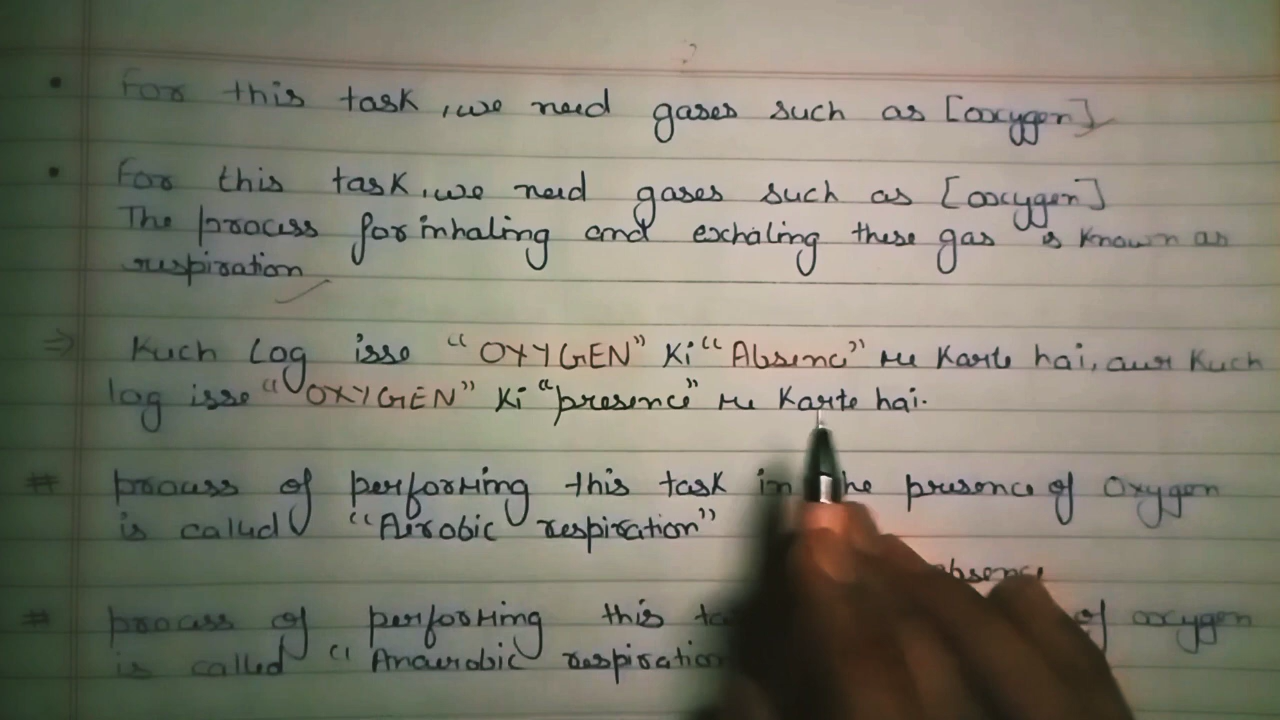 For this task, we need gases such as [oxygen]
For this task, we need gases such as [oxygen]
The process for inhaling and exhaling these gas is known as
respiration
Kuch Log isse "OXYGEN" Ki "Absence" me Karte hai, aur Kuch
log isse "OXYGEN" Ki "presence" me Karte hai.
# process of performing this task in the presence of Oxygen
is called "Airobic respiration"
absence
# process of performing this of oxygen
is called "Anaerobic respiration